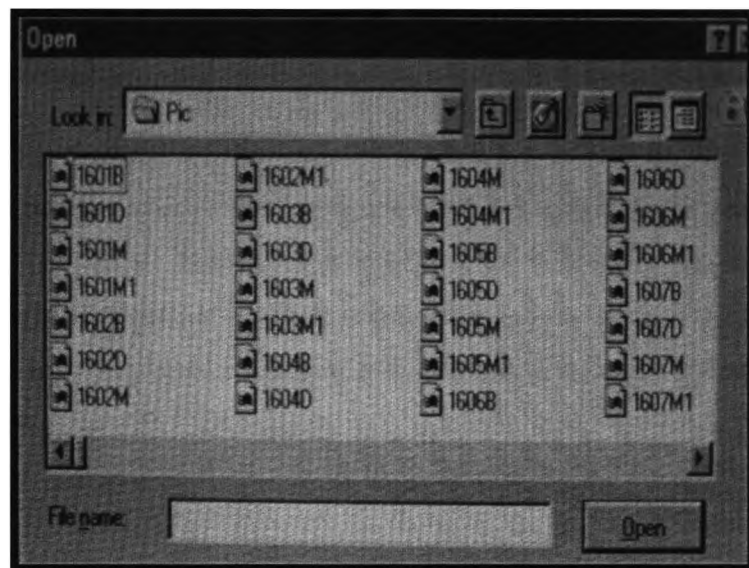 Open
Look in: Pic
1601B 1602M1 1604M 1606D
1601D 1603B 1604M1 1606M
1601M 1603D 1605B 1606M1
1601M1 1603M 1605D 1607B
1602B 1603M1 1605M 1607D
1602D 1604B 1605M1 1607M
1602M 1604D 1606B 1607M1
File name: Open